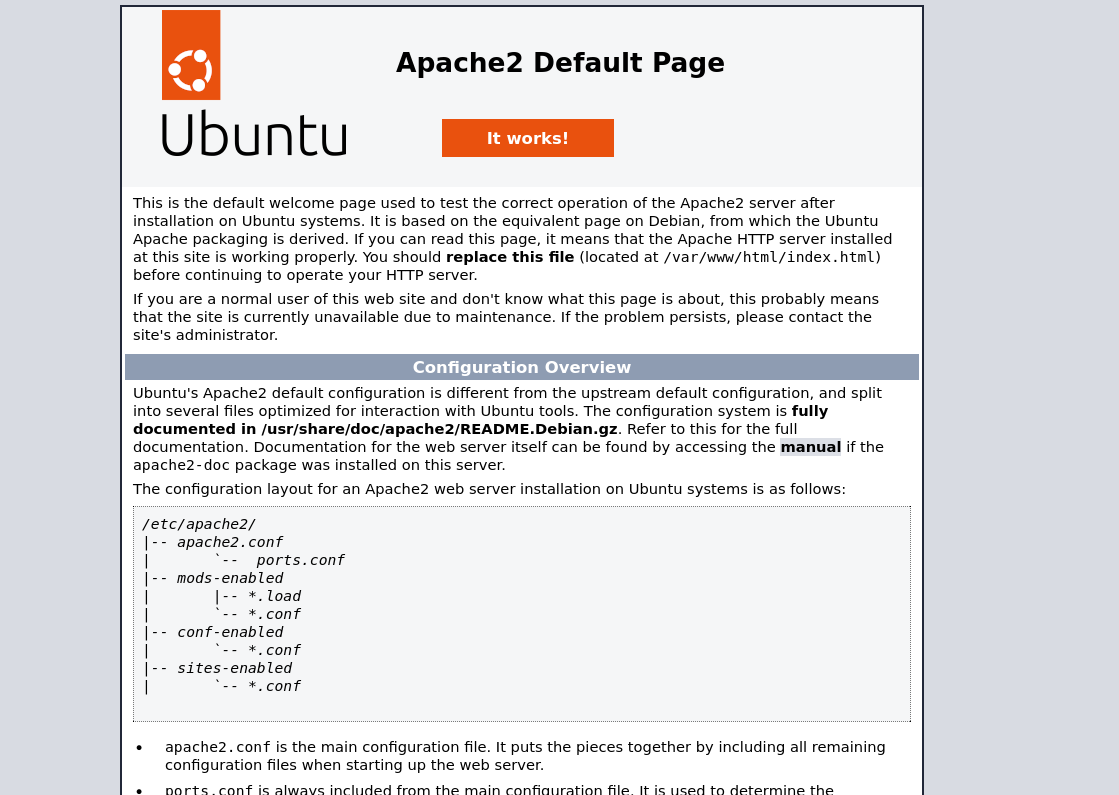 Apache2 Default Page
Ubuntu
It works!
This is the default welcome page used to test the correct operation of the Apache2 server after
installation on Ubuntu systems. It is based on the equivalent page on Debian, from which the Ubuntu
Apache packaging is derived. If you can read this page, it means that the Apache HTTP server installed
at this site is working properly. You should replace this file (located at /var/www/html/index.html)
before continuing to operate your HTTP server.
If you are a normal user of this web site and don't know what this page is about, this probably means
that the site is currently unavailable due to maintenance. If the problem persists, please contact the
site's administrator.
Configuration Overview
Ubuntu's Apache2 default configuration is different from the upstream default configuration, and split
into several files optimized for interaction with Ubuntu tools. The configuration system is fully
documented in /usr/share/doc/apache2/README.Debian.gz. Refer to this for the full
documentation. Documentation for the web server itself can be found by accessing the manual if the
apache2-doc package was installed on this server.
The configuration layout for an Apache2 web server installation on Ubuntu systems is as follows:
/etc/apache2/
|-- apache2.conf
|       `--  ports.conf
|-- mods-enabled
|       |-- *.load
|       `-- *.conf
|-- conf-enabled
|       `-- *.conf
|-- sites-enabled
|       `-- *.conf
• apache2.conf is the main configuration file. It puts the pieces together by including all remaining
configuration files when starting up the web server.
• ports.conf is always included from the main configuration file. It is used to determine the